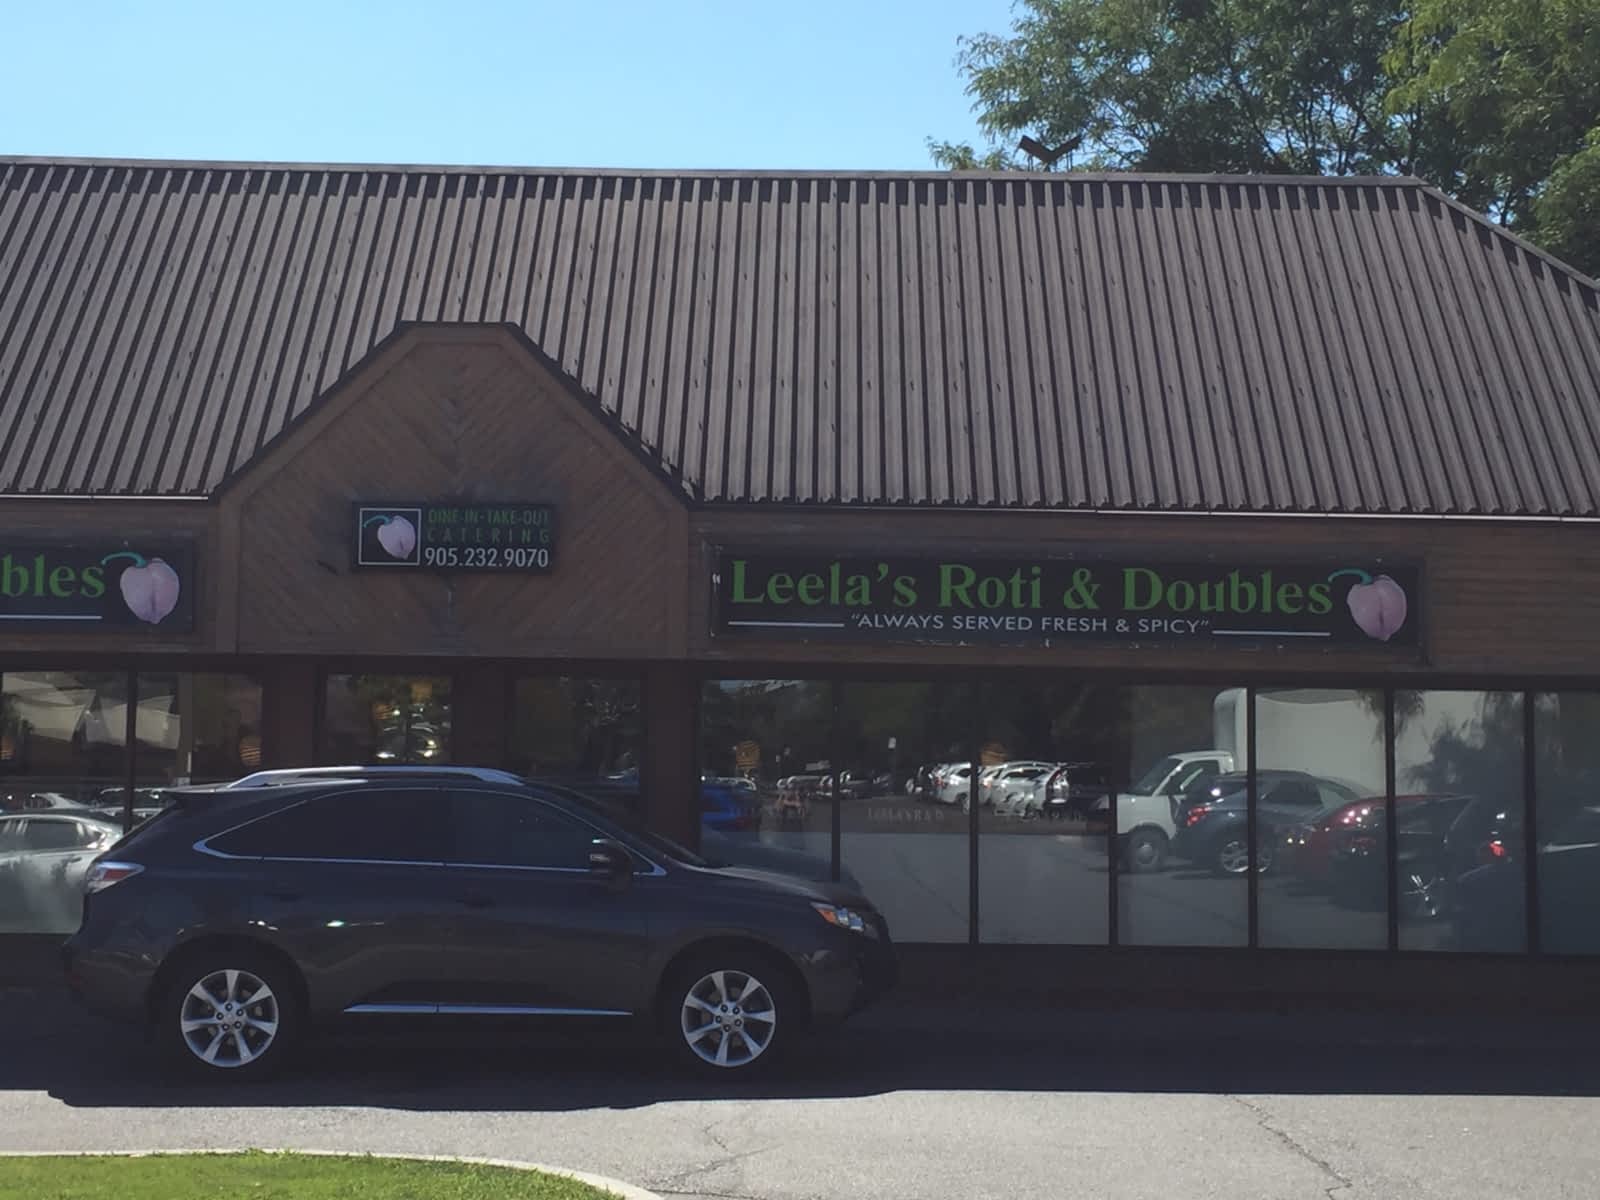 bles
DINE-IN-TAKE-OUT
CATERING
905.232.9070
Leela's Roti & Doubles
"ALWAYS SERVED FRESH & SPICY"